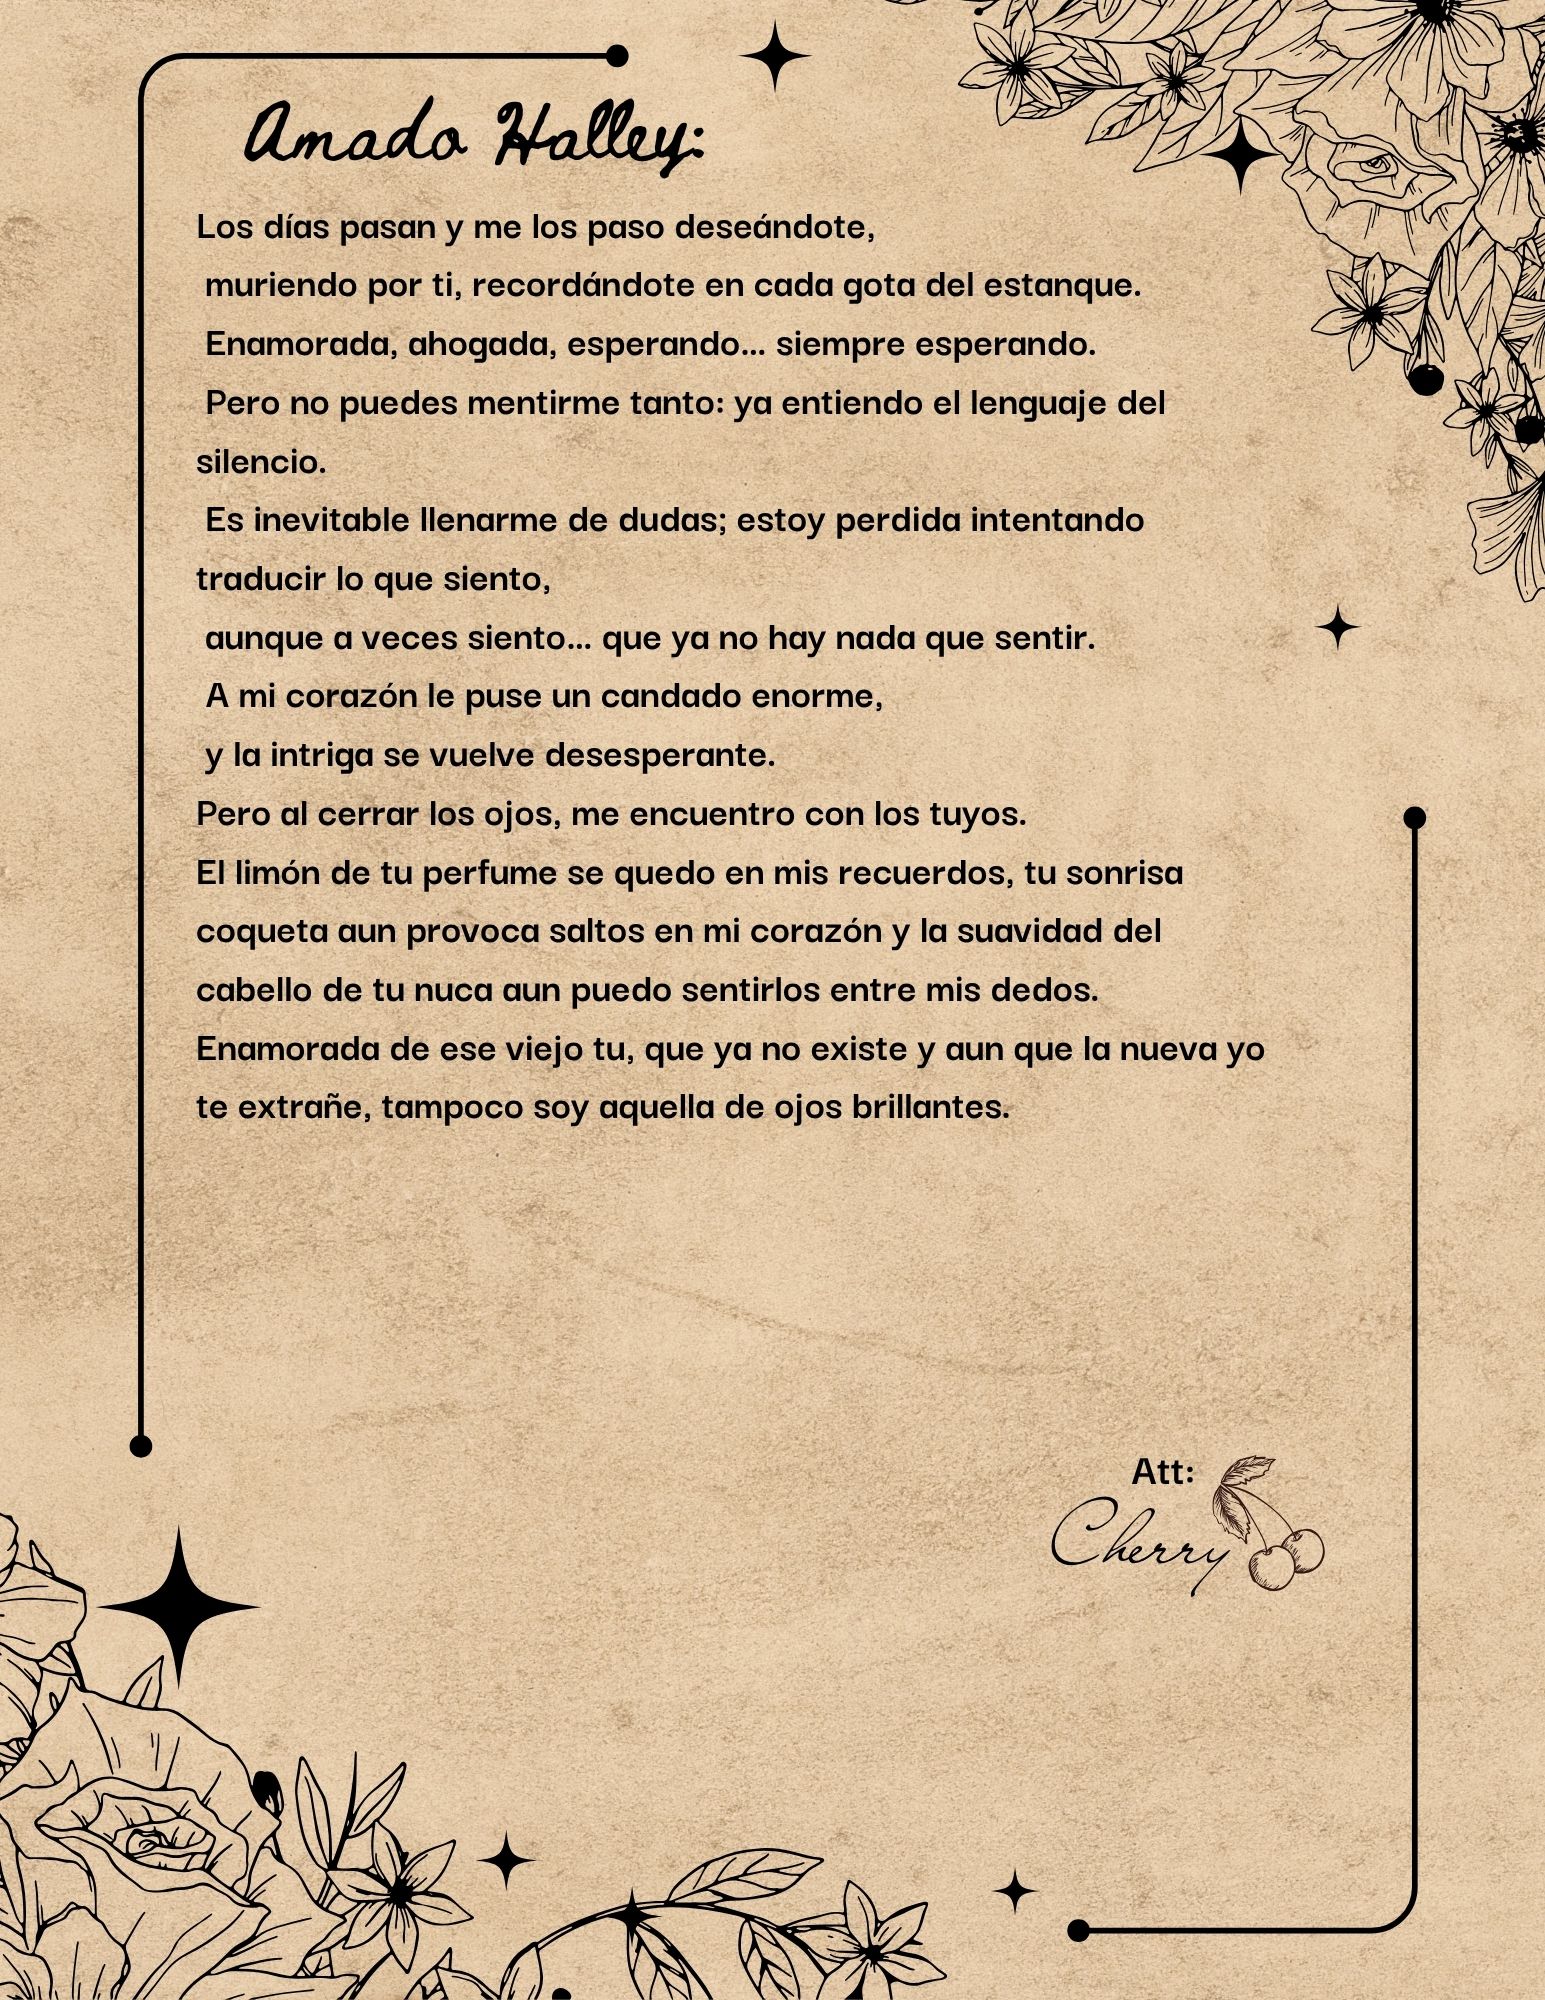 Amado Halley:
Los días pasan y me los paso deseándote,
muriendo por ti, recordándote en cada gota del estanque.
Enamorada, ahogada, esperando... siempre esperando.
Pero no puedes mentirme tanto: ya entiendo el lenguaje del
silencio.
Es inevitable llenarme de dudas; estoy perdida intentando
traducir lo que siento,
aunque a veces siento... que ya no hay nada que sentir.
A mi corazón le puse un candado enorme,
y la intriga se vuelve desesperante.
Pero al cerrar los ojos, me encuentro con los tuyos.
El limón de tu perfume se quedo en mis recuerdos, tu sonrisa
coqueta aun provoca saltos en mi corazón y la suavidad del
cabello de tu nuca aun puedo sentirlos entre mis dedos.
Enamorada de ese viejo tu, que ya no existe y aun que la nueva yo
te extrañe, tampoco soy aquella de ojos brillantes.
Att:
Cherry